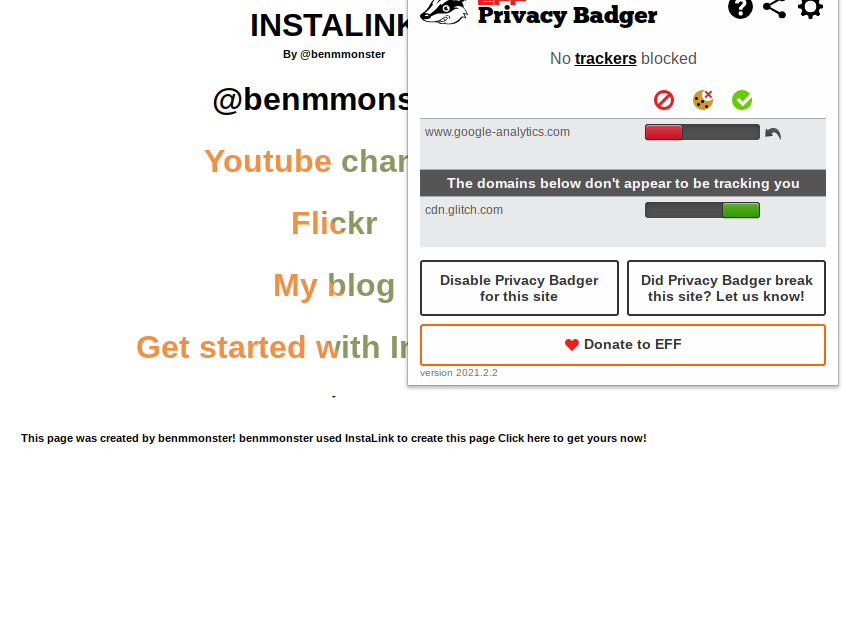 INSTALINK
By @benmmonster
@benmmons
Youtube chan
Flickr
My blog
Get started with In
-
This page was created by benmmonster! benmmonster used InstaLink to create this page Click here to get yours now!
EFF
Privacy Badger
No trackers blocked
www.google-analytics.com
The domains below don't appear to be tracking you
cdn.glitch.com
Disable Privacy Badger
for this site
Did Privacy Badger break
this site? Let us know!
Donate to EFF
version 2021.2.2